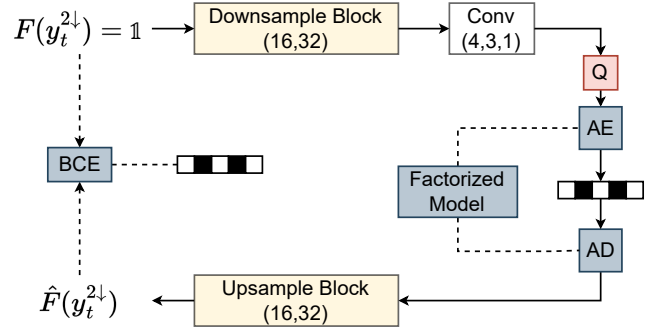 F(y_t^{2↓}) = 𝟙
Downsample Block
(16,32)
Conv
(4,3,1)
Q
AE
BCE
Factorized
Model
AD
F̂(y_t^{2↓})
Upsample Block
(16,32)